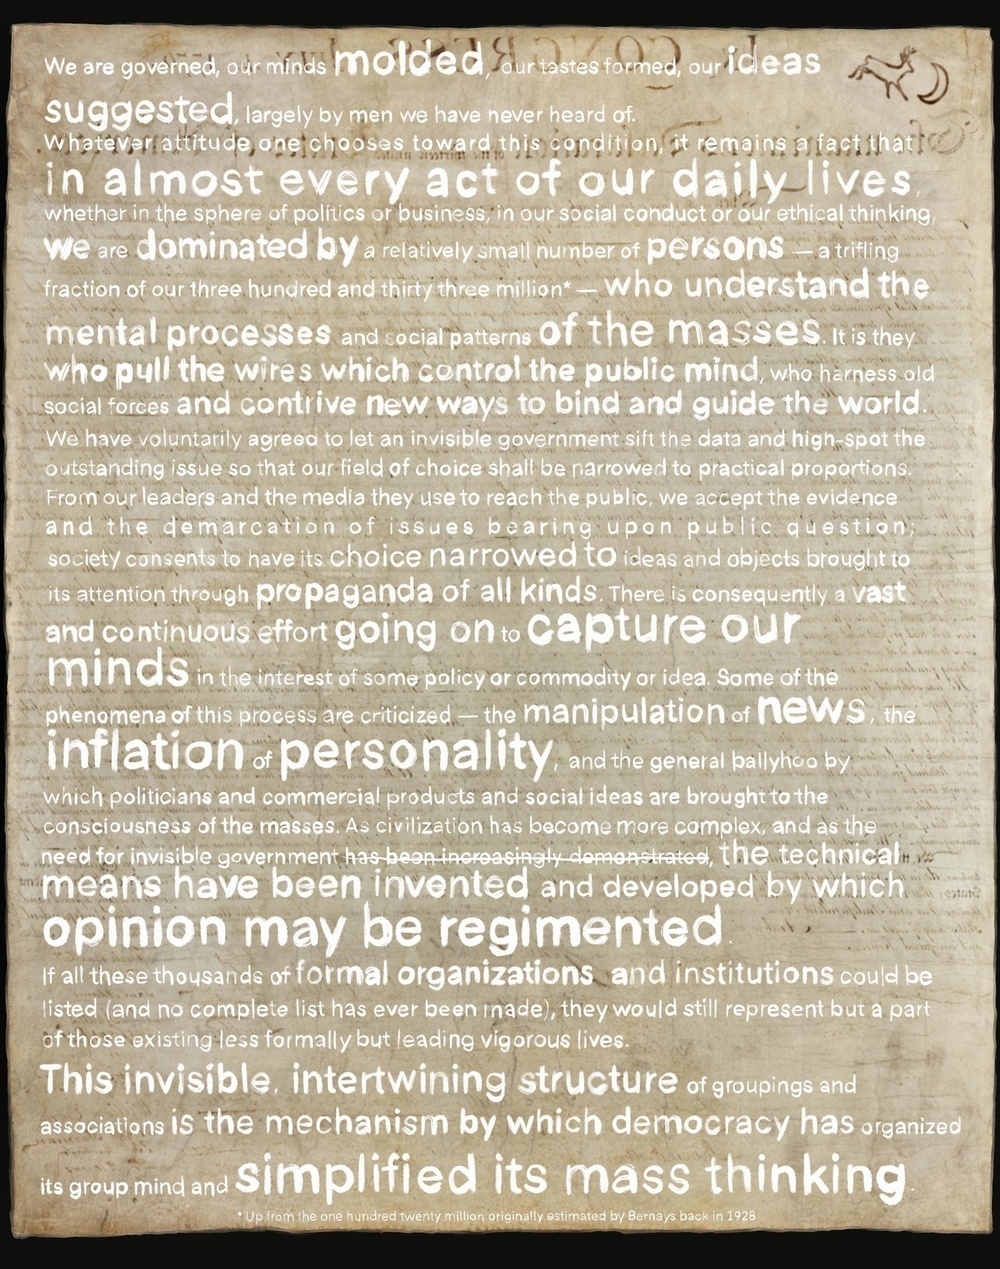 We are governed, our minds molded, our tastes formed, our ideas
suggested, largely by men we have never heard of.
Whatever attitude one chooses toward this condition, it remains a fact that
in almost every act of our daily lives,
whether in the sphere of politics or business, in our social conduct or our ethical thinking,
we are dominated by a relatively small number of persons — a trifling
fraction of our three hundred and thirty three million* — who understand the
mental processes and social patterns of the masses. It is they
who pull the wires which control the public mind, who harness old
social forces and contrive new ways to bind and guide the world.
We have voluntarily agreed to let an invisible government sift the data and high-spot the
outstanding issue so that our field of choice shall be narrowed to practical proportions.
From our leaders and the media they use to reach the public, we accept the evidence
and the demarcation of issues bearing upon public question;
society consents to have its choice narrowed to ideas and objects brought to
its attention through propaganda of all kinds. There is consequently a vast
and continuous effort going on to capture our
minds in the interest of some policy or commodity or idea. Some of the
phenomena of this process are criticized — the manipulation of news, the
inflation of personality, and the general ballyhoo by
which politicians and commercial products and social ideas are brought to the
consciousness of the masses. As civilization has become more complex, and as the
need for invisible government has been increasingly demonstrated, the technical
means have been invented and developed by which
opinion may be regimented.
If all these thousands of formal organizations and institutions could be
listed (and no complete list has ever been made), they would still represent but a part
of those existing less formally but leading vigorous lives.
This invisible, intertwining structure of groupings and
associations is the mechanism by which democracy has organized
its group mind and simplified its mass thinking.
* Up from the one hundred twenty million originally estimated by Bernays back in 1928